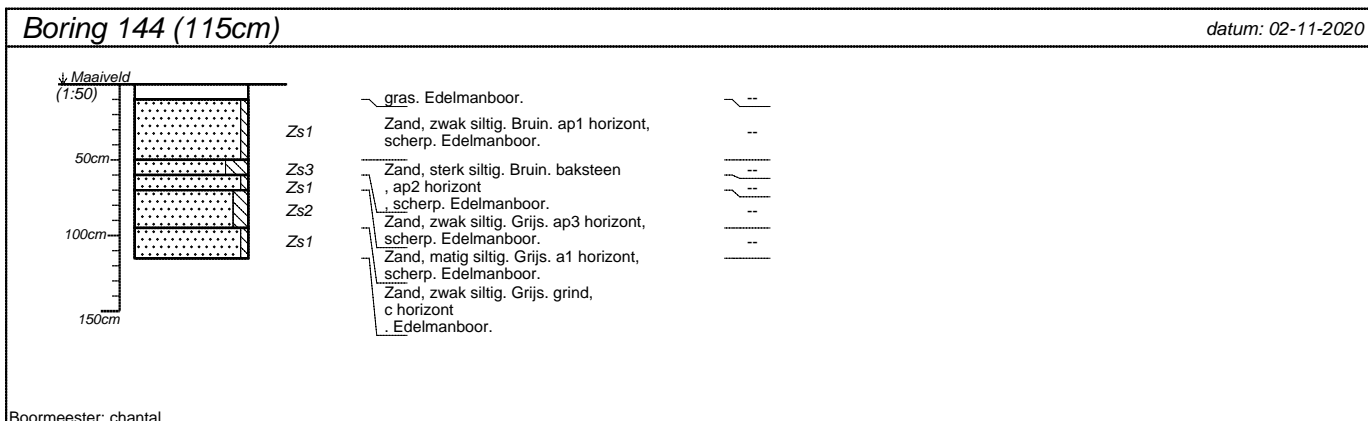 Boring 144 (115cm)
datum: 02-11-2020
Maaiveld
(1:50)
50cm
100cm
150cm
Zs1
Zs3
Zs1
Zs2
Zs1
gras. Edelmanboor.
Zand, zwak siltig. Bruin. ap1 horizont,
scherp. Edelmanboor.
Zand, sterk siltig. Bruin. baksteen
, ap2 horizont
, scherp. Edelmanboor.
Zand, zwak siltig. Grijs. ap3 horizont,
scherp. Edelmanboor.
Zand, matig siltig. Grijs. a1 horizont,
scherp. Edelmanboor.
Zand, zwak siltig. Grijs. grind,
c horizont
. Edelmanboor.
--
--
--
--
--
--
Boormeester: chantal